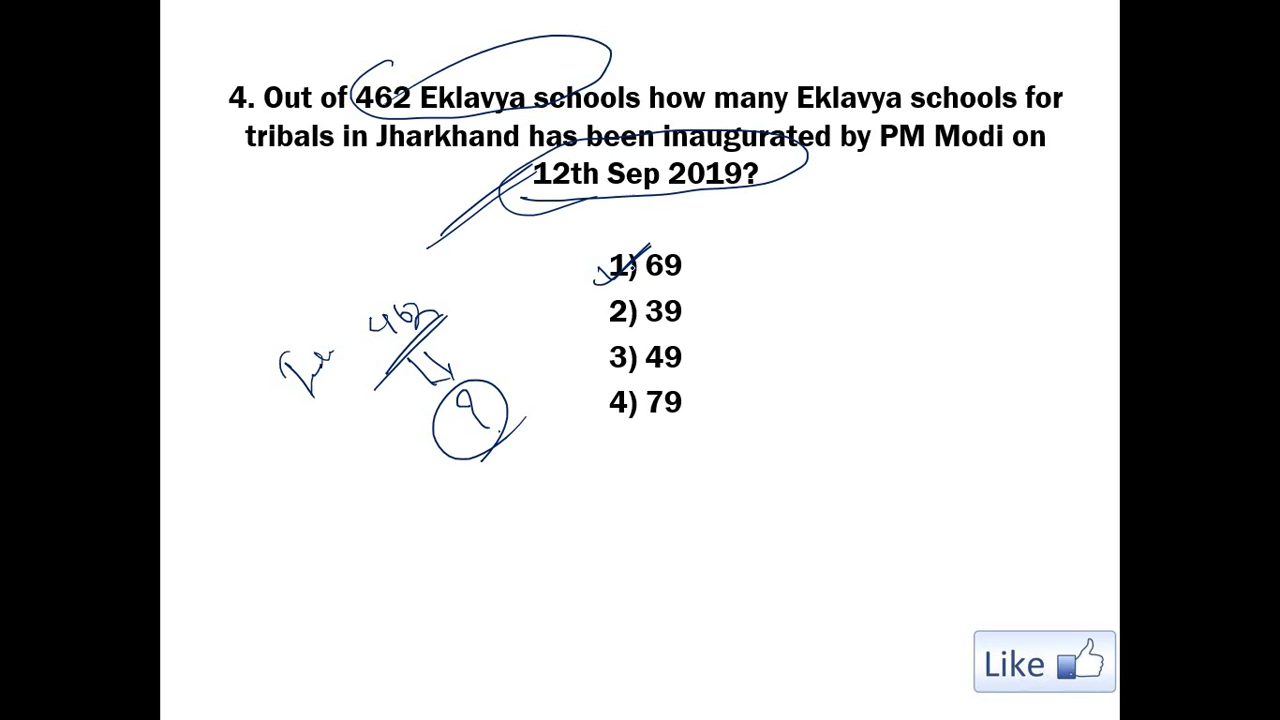 4. Out of 462 Eklavya schools how many Eklavya schools for
tribals in Jharkhand has been inaugurated by PM Modi on
12th Sep 2019?
1) 69
2) 39
3) 49
4) 79
462
Like